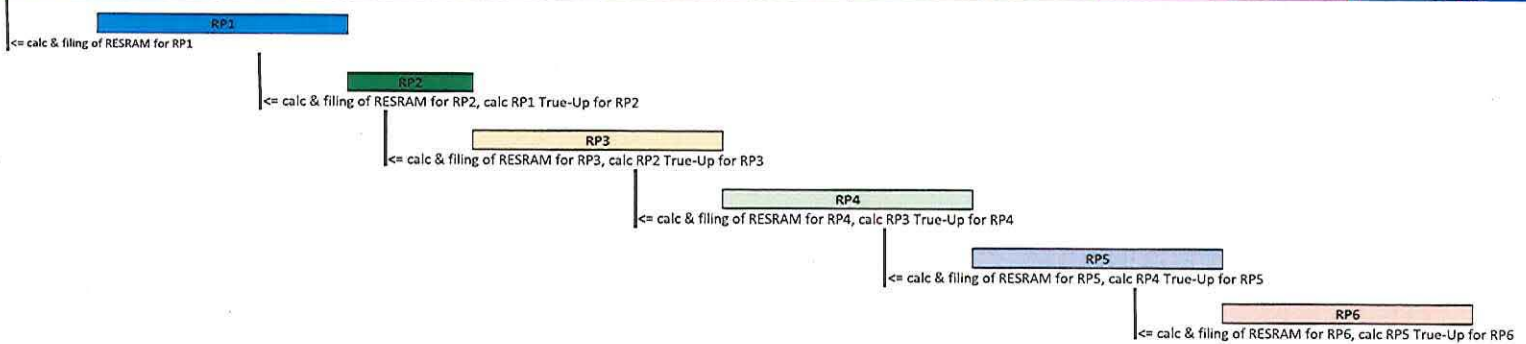 RP1
<= calc & filing of RESRAM for RP1
RP2
<= calc & filing of RESRAM for RP2, calc RP1 True-Up for RP2
RP3
<= calc & filing of RESRAM for RP3, calc RP2 True-Up for RP3
RP4
<= calc & filing of RESRAM for RP4, calc RP3 True-Up for RP4
RP5
<= calc & filing of RESRAM for RP5, calc RP4 True-Up for RP5
RP6
<= calc & filing of RESRAM for RP6, calc RP5 True-Up for RP6